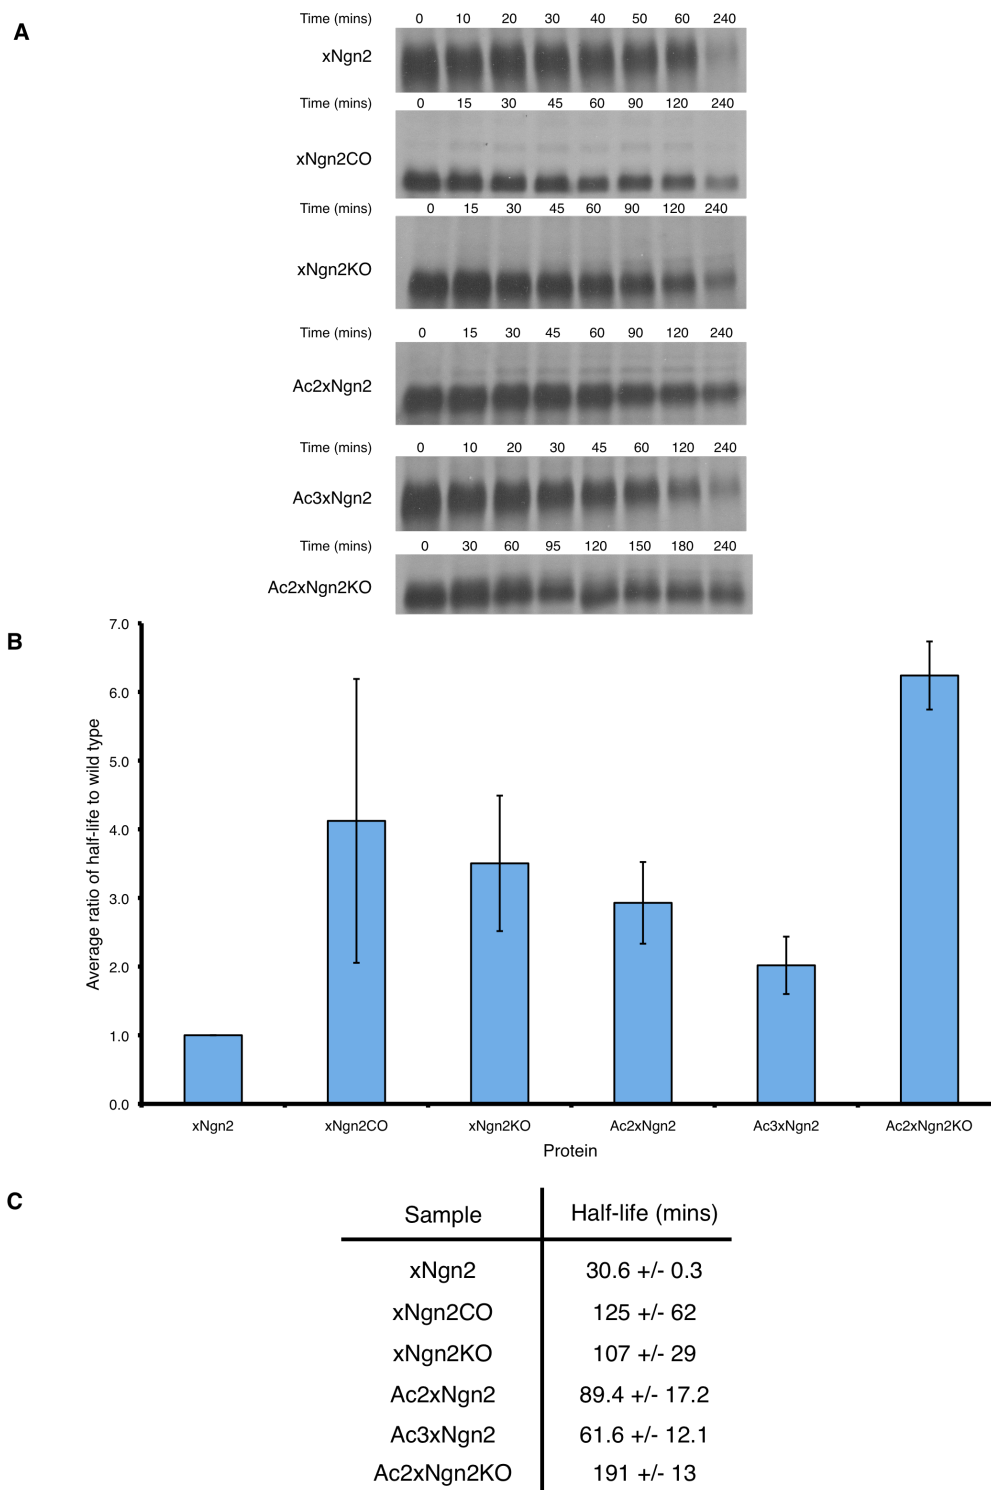 A
Time (mins) 0 10 20 30 40 50 60 240
xNgn2
Time (mins) 0 15 30 45 60 90 120 240
xNgn2CO
Time (mins) 0 15 30 45 60 90 120 240
xNgn2KO
Time (mins) 0 15 30 45 60 90 120 240
Ac2xNgn2
Time (mins) 0 10 20 30 45 60 120 240
Ac3xNgn2
Time (mins) 0 30 60 95 120 150 180 240
Ac2xNgn2KO
B
Average ratio of half-life to wild type
7.0
6.0
5.0
4.0
3.0
2.0
1.0
0.0
xNgn2 xNgn2CO xNgn2KO Ac2xNgn2 Ac3xNgn2 Ac2xNgn2KO
Protein
C
Sample Half-life (mins)
xNgn2 30.6 +/- 0.3
xNgn2CO 125 +/- 62
xNgn2KO 107 +/- 29
Ac2xNgn2 89.4 +/- 17.2
Ac3xNgn2 61.6 +/- 12.1
Ac2xNgn2KO 191 +/- 13